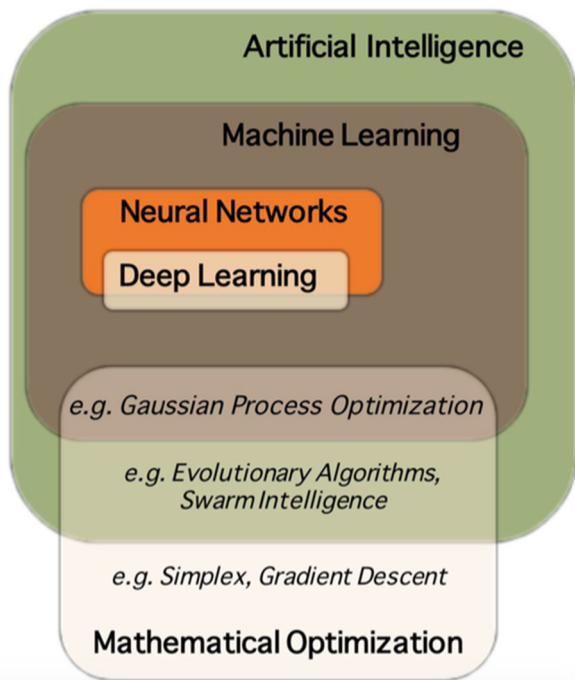 Artificial Intelligence
Machine Learning
Neural Networks
Deep Learning
e.g. Gaussian Process Optimization
e.g. Evolutionary Algorithms,
Swarm Intelligence
e.g. Simplex, Gradient Descent
Mathematical Optimization